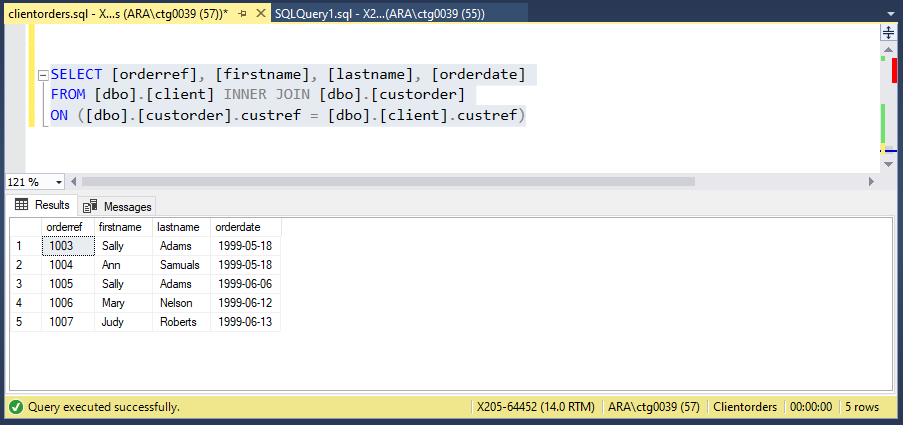 clientorders.sql - X...s (ARA\ctg0039 (57))* SQLQuery1.sql - X2...(ARA\ctg0039 (55))
SELECT [orderref], [firstname], [lastname], [orderdate]
FROM [dbo].[client] INNER JOIN [dbo].[custorder]
ON ([dbo].[custorder].custref = [dbo].[client].custref)
121 %
Results Messages
orderref firstname lastname orderdate
1 1003 Sally Adams 1999-05-18
2 1004 Ann Samuals 1999-05-18
3 1005 Sally Adams 1999-06-06
4 1006 Mary Nelson 1999-06-12
5 1007 Judy Roberts 1999-06-13
Query executed successfully. X205-64452 (14.0 RTM) ARA\ctg0039 (57) Clientorders 00:00:00 5 rows